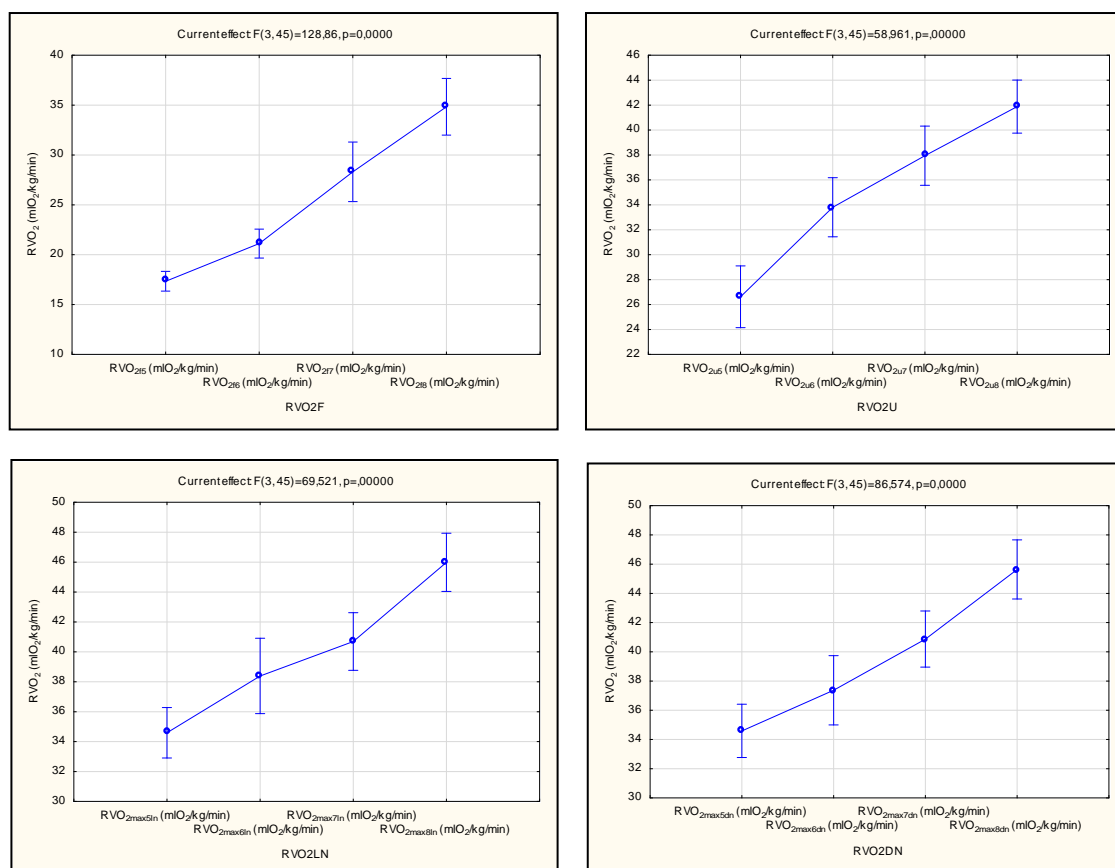 Current effect: F(3, 45)=128,86, p=0,0000
40
35
30
25
20
15
10
RVO2 (mlO2/kg/min)
RVO2f5 (mlO2/kg/min)
RVO2f6 (mlO2/kg/min)
RVO2f7 (mlO2/kg/min)
RVO2f8 (mlO2/kg/min)
RVO2F
Current effect: F(3, 45)=58,961, p=,00000
46
44
42
40
38
36
34
32
30
28
26
24
22
RVO2 (mlO2/kg/min)
RVO2u5 (mlO2/kg/min)
RVO2u6 (mlO2/kg/min)
RVO2u7 (mlO2/kg/min)
RVO2u8 (mlO2/kg/min)
RVO2U
Current effect: F(3, 45)=69,521, p=,00000
50
48
46
44
42
40
38
36
34
32
30
RVO2 (mlO2/kg/min)
RVO2max5ln (mlO2/kg/min)
RVO2max6ln (mlO2/kg/min)
RVO2max7ln (mlO2/kg/min)
RVO2max8ln (mlO2/kg/min)
RVO2LN
Current effect: F(3, 45)=86,574, p=0,0000
50
48
46
44
42
40
38
36
34
32
30
RVO2 (mlO2/kg/min)
RVO2max5dn (mlO2/kg/min)
RVO2max6dn (mlO2/kg/min)
RVO2max7dn (mlO2/kg/min)
RVO2max8dn (mlO2/kg/min)
RVO2DN